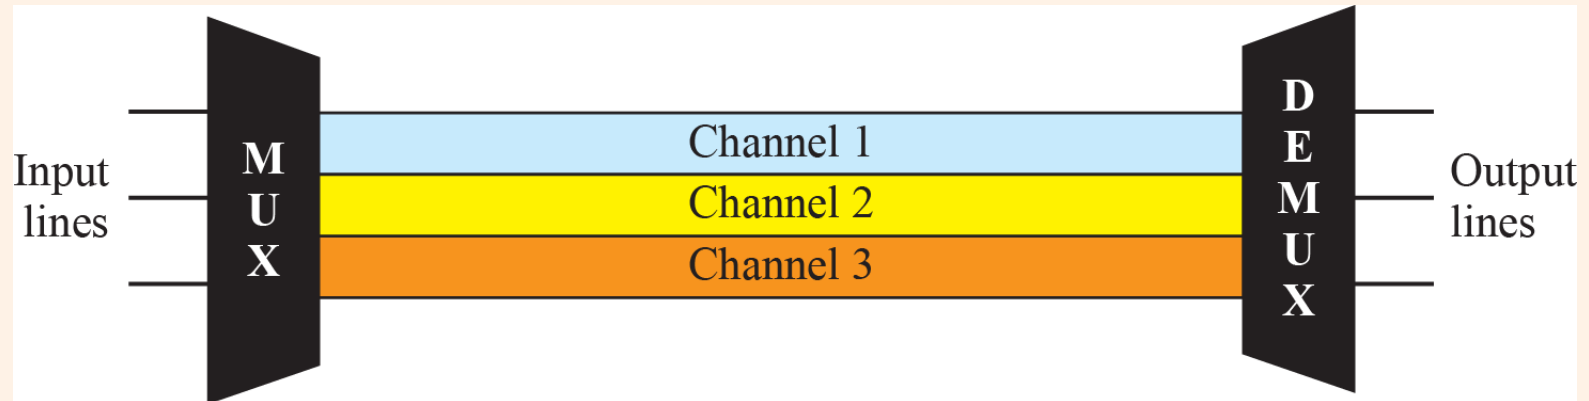 Input
lines
M
U
X
Channel 1
Channel 2
Channel 3
D
E
M
U
X
Output
lines